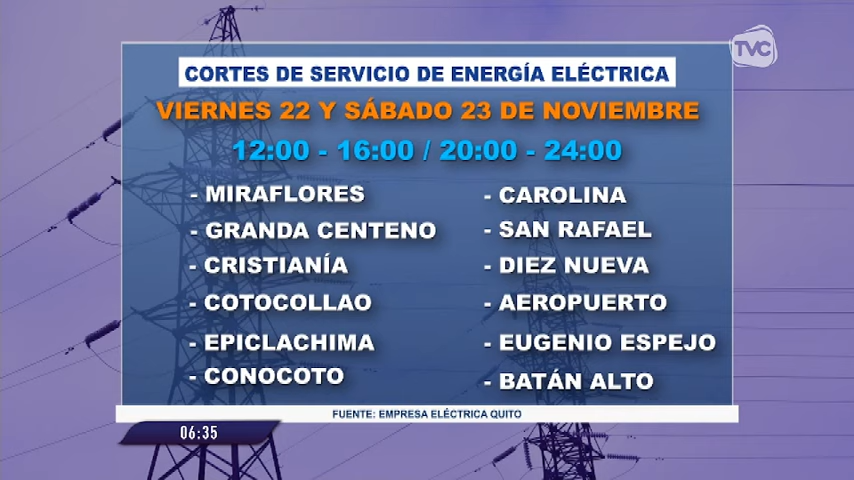 TVC
CORTES DE SERVICIO DE ENERGÍA ELÉCTRICA
VIERNES 22 Y SÁBADO 23 DE NOVIEMBRE
12:00 - 16:00 / 20:00 - 24:00
- MIRAFLORES
- GRANDA CENTENO
- CRISTIANÍA
- COTOCOLLAO
- EPICLACHIMA
- CONOCOTO
- CAROLINA
- SAN RAFAEL
- DIEZ NUEVA
- AEROPUERTO
- EUGENIO ESPEJO
- BATÁN ALTO
FUENTE: EMPRESA ELÉCTRICA QUITO
06:35